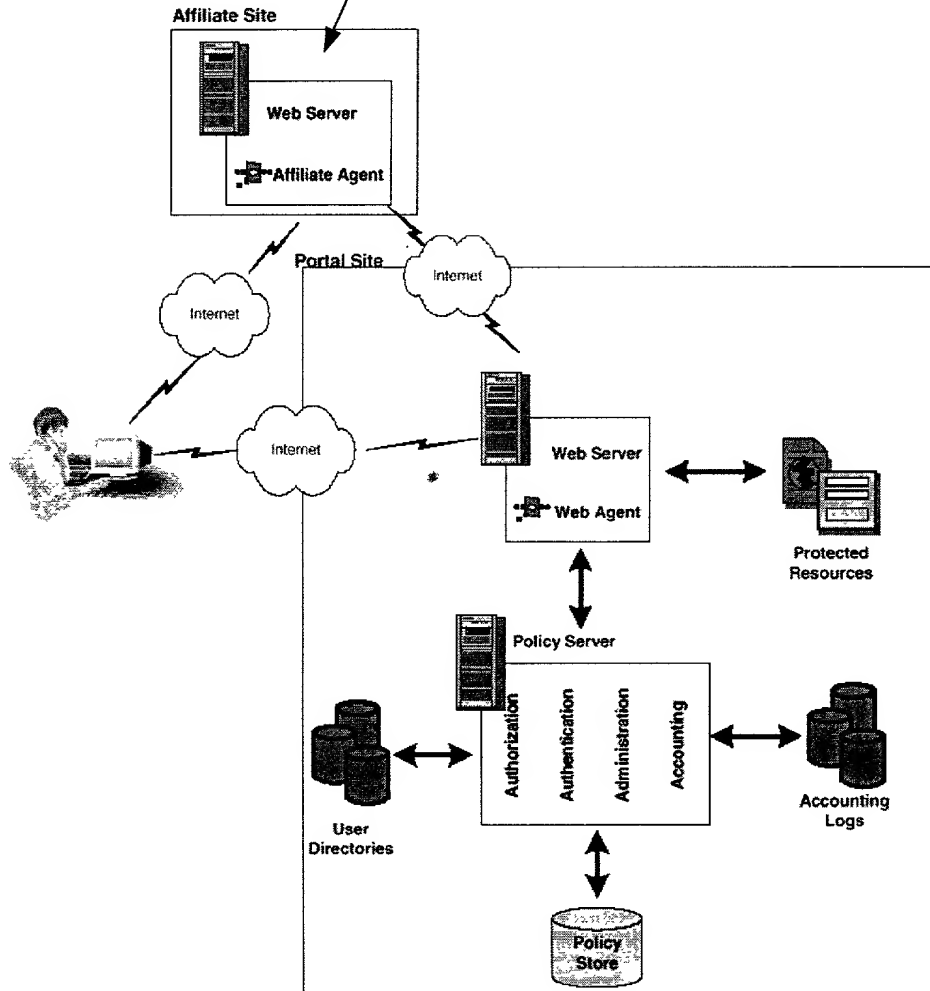 Affiliate Site
Web Server
Affiliate Agent
Portal Site
Internet
Internet
Internet
Web Server
Web Agent
Protected
Resources
Policy Server
Authorization
Authentication
Administration
Accounting
User
Directories
Accounting
Logs
Policy
Store